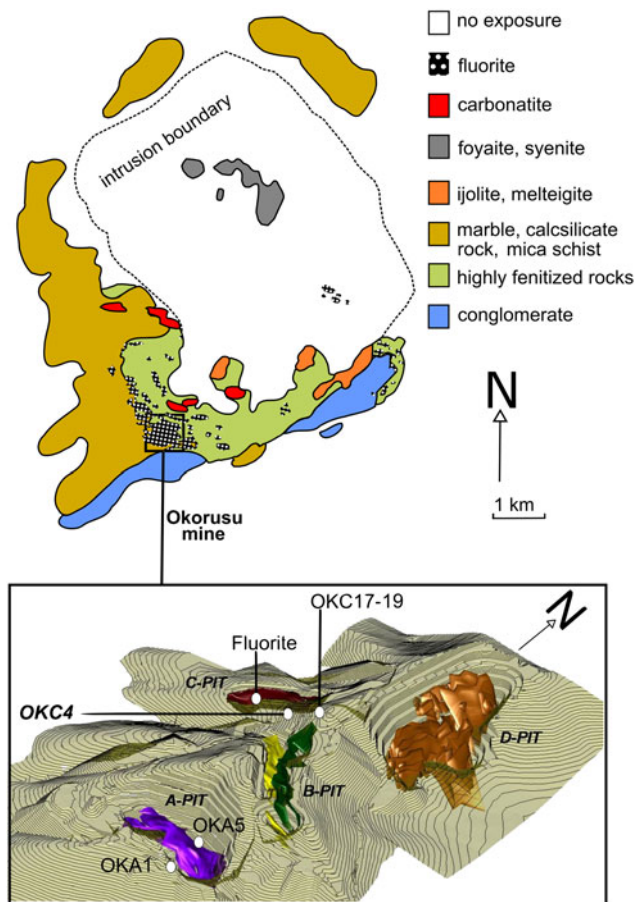 no exposure
fluorite
carbonatite
foyaite, syenite
ijolite, melteigite
marble, calcsilicate
rock, mica schist
highly fenitized rocks
conglomerate
intrusion boundary
N
1 km
Okorusu
mine
OKC17-19
N
Fluorite
C-PIT
OKC4
D-PIT
B-PIT
A-PIT
OKA5
OKA1